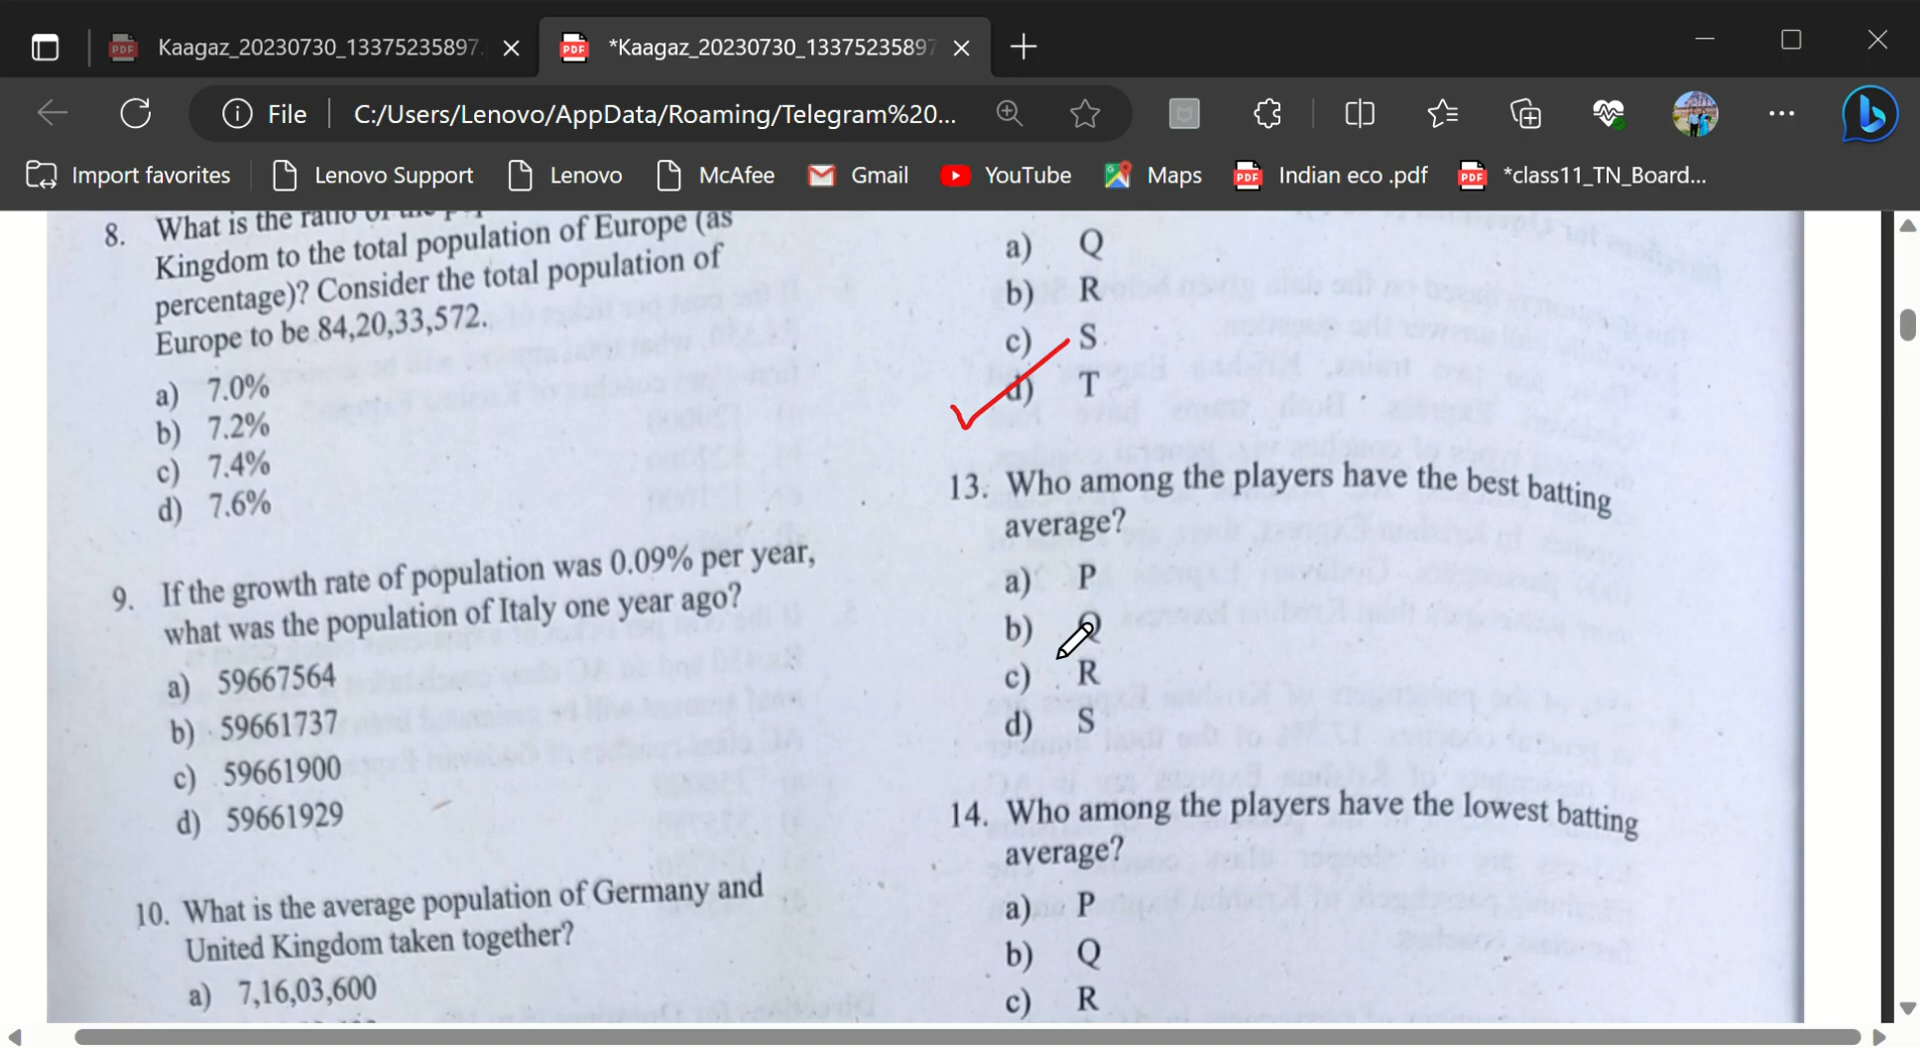 Kaagaz_20230730_13375235897.
*Kaagaz_20230730_13375235897
File
C:/Users/Lenovo/AppData/Roaming/Telegram%20...
Import favorites
Lenovo Support
Lenovo
McAfee
Gmail
YouTube
Maps
Indian eco .pdf
*class11_TN_Board...
8. What is the ratio of the
Kingdom to the total population of Europe (as
percentage)? Consider the total population of
Europe to be 84,20,33,572.
a) 7.0%
b) 7.2%
c) 7.4%
d) 7.6%
9. If the growth rate of population was 0.09% per year,
what was the population of Italy one year ago?
a) 59667564
b) 59661737
c) 59661900
d) 59661929
10. What is the average population of Germany and
United Kingdom taken together?
a) 7,16,03,600
a) Q
b) R
c) S
d) T
13. Who among the players have the best batting
average?
a) P
b) Q
c) R
d) S
14. Who among the players have the lowest batting
average?
a) P
b) Q
c) R